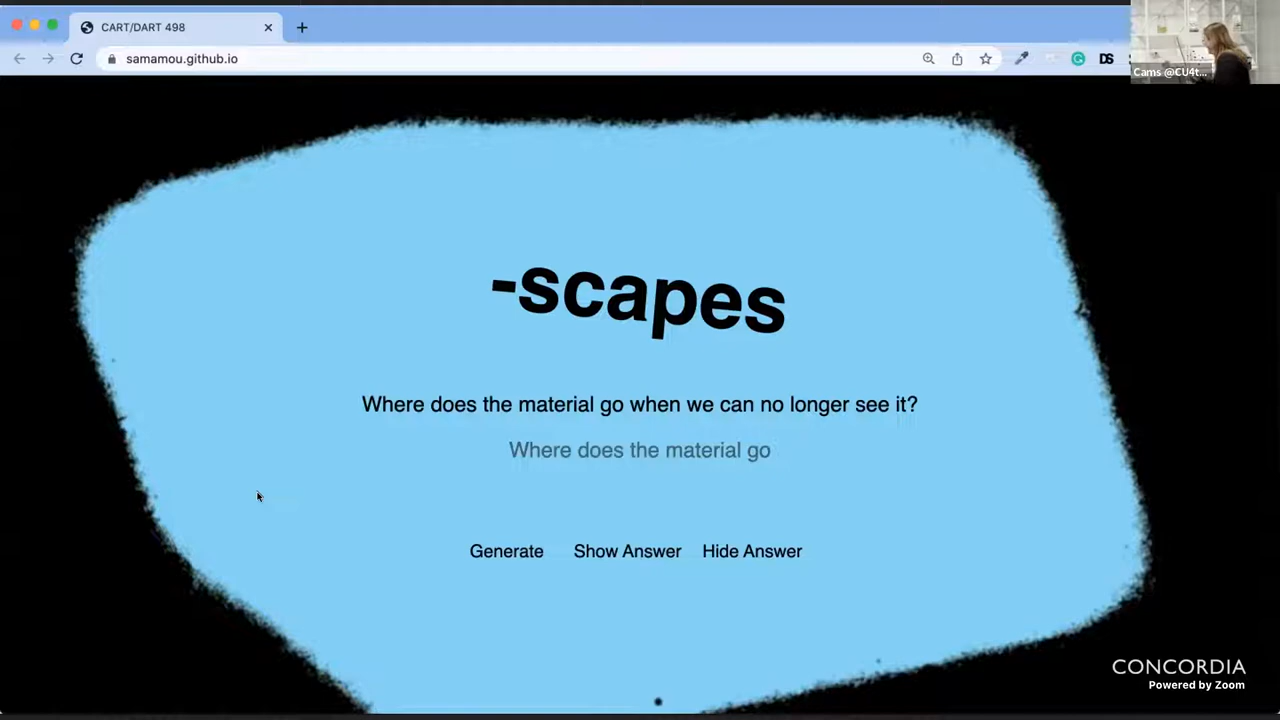 CART/DART 498
samamou.github.io
DS
Cams @CU4t...
-scapes
Where does the material go when we can no longer see it?
Where does the material go
Generate Show Answer Hide Answer
CONCORDIA
Powered by Zoom